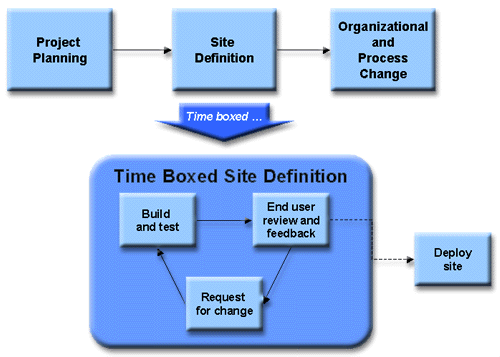 Project
Planning
Site
Definition
Organizational
and
Process
Change
Time boxed ...
Time Boxed Site Definition
Build
and test
End user
review and
feedback
Request
for change
Deploy
site